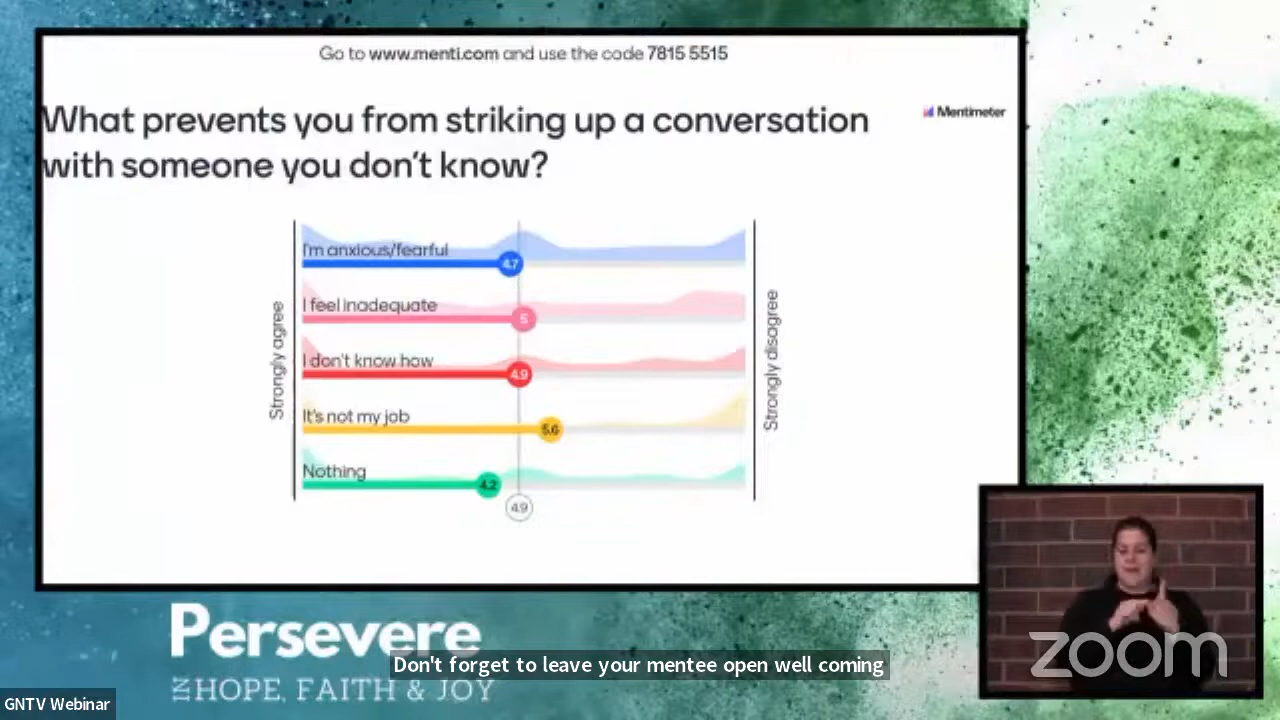 Go to www.menti.com and use the code 7815 5515
What prevents you from striking up a conversation
with someone you don't know?
Mentimeter
Strongly agree
I'm anxious/fearful
4.7
I feel inadequate
5
I don't know how
4.9
It's not my job
5.6
Nothing
4.2
4.9
Strongly disagree
zoom
Persevere
IN HOPE, FAITH & JOY
Don't forget to leave your mentee open well coming
GNTV Webinar